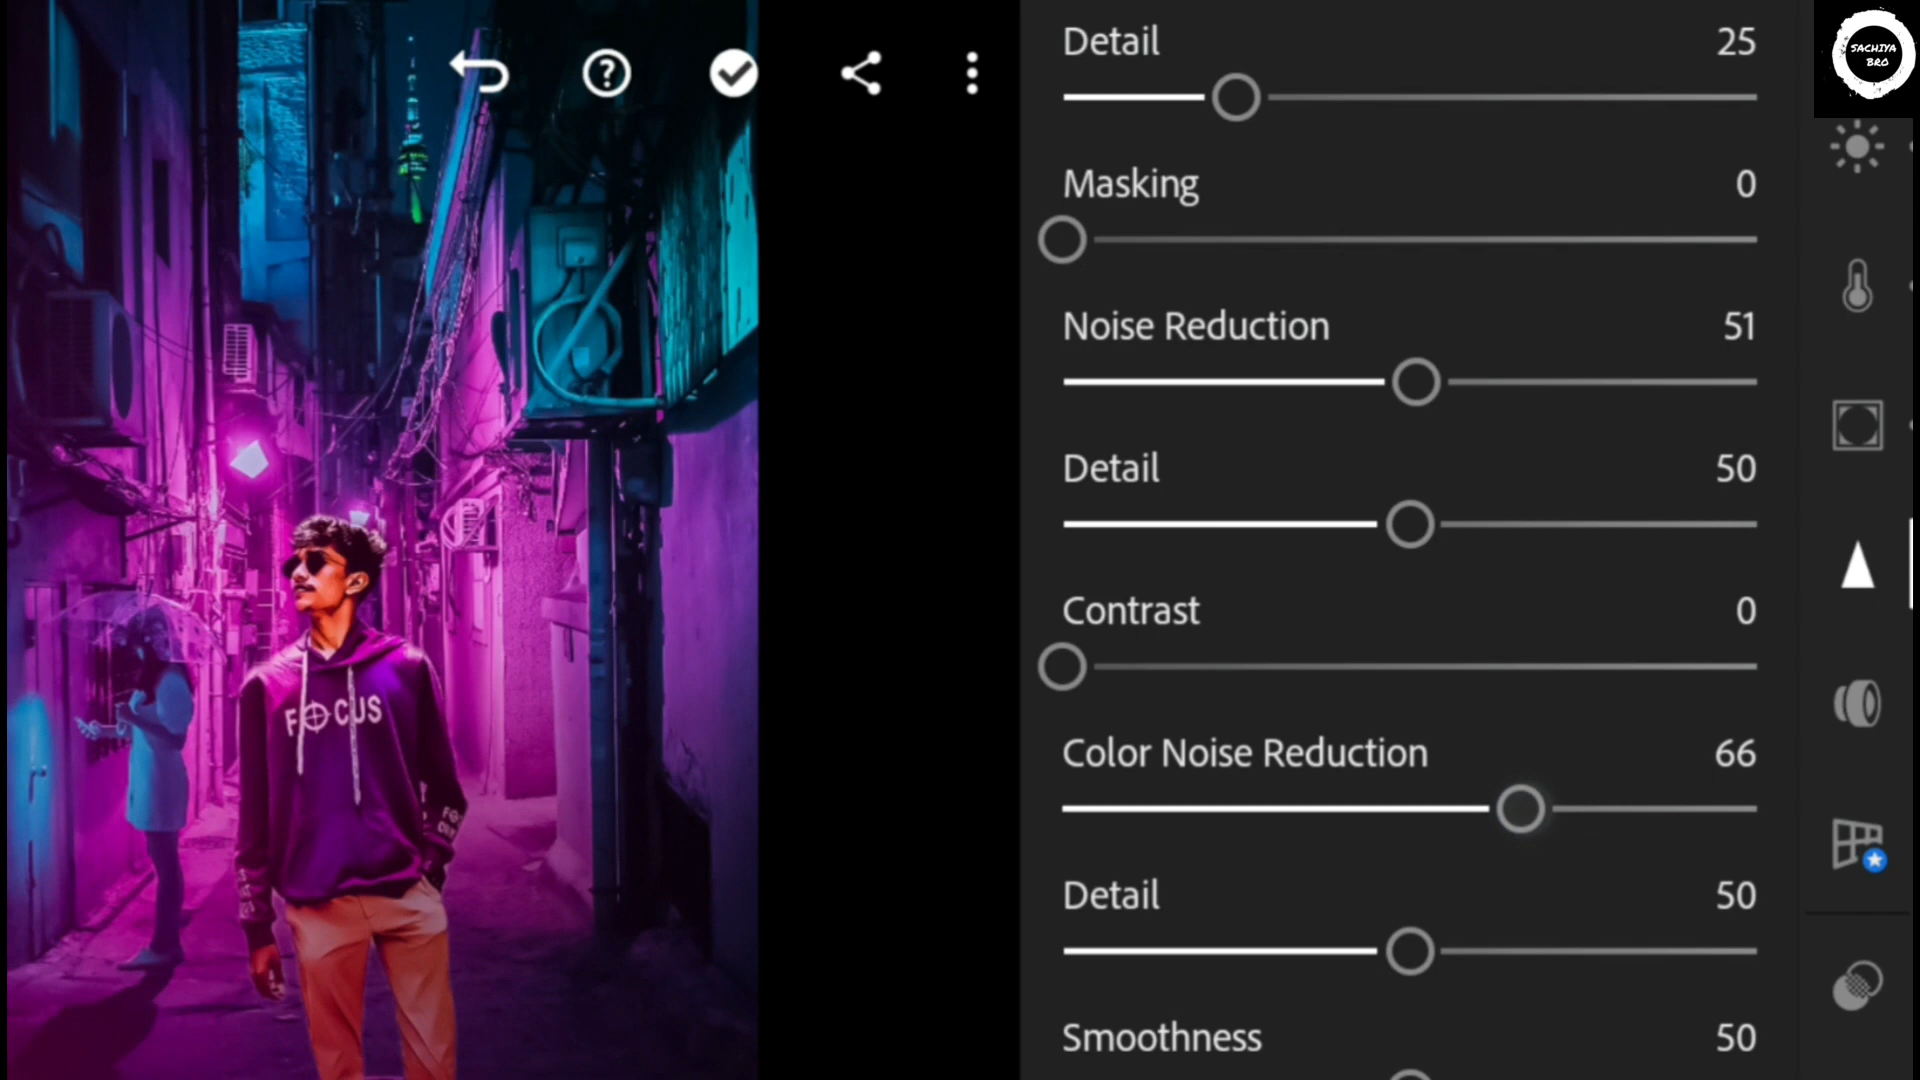 Detail 25
Masking 0
Noise Reduction 51
Detail 50
Contrast 0
Color Noise Reduction 66
Detail 50
Smoothness 50
SACHIYA
BRO
FOCUS